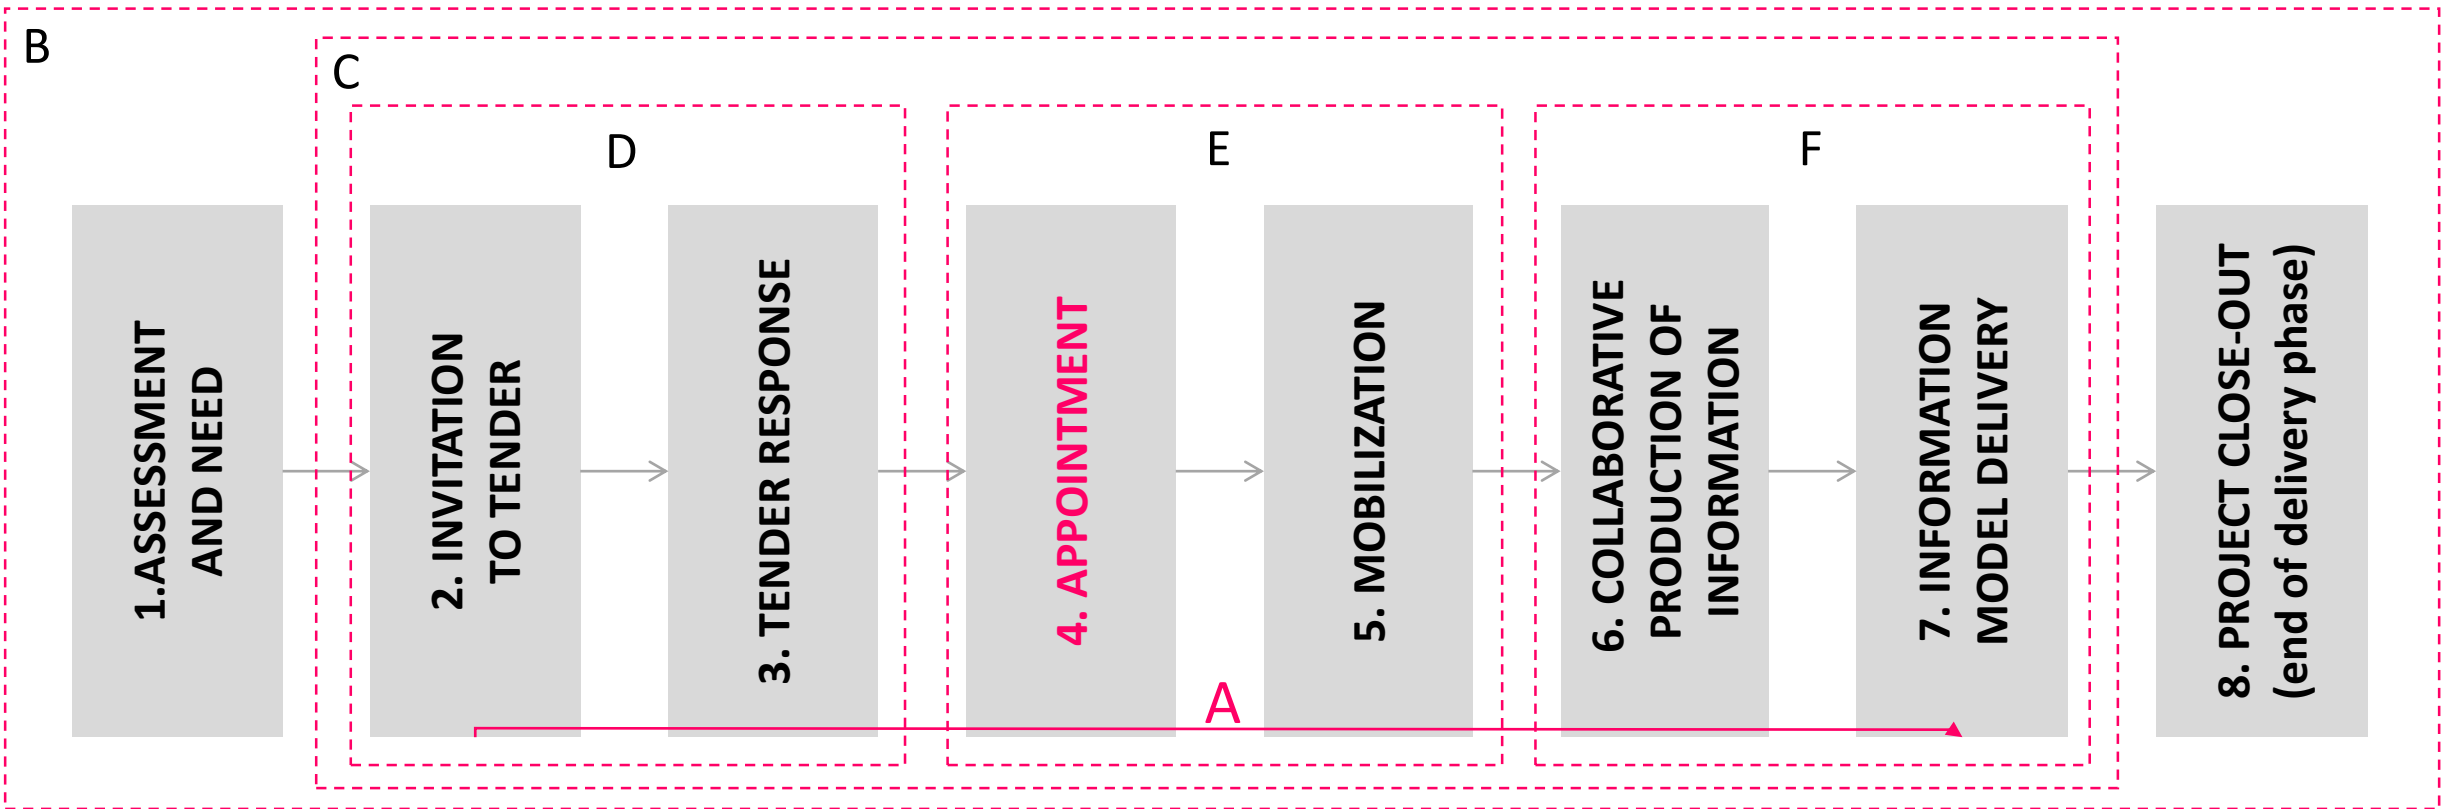 B
C
D
E
F
1.ASSESSMENT
AND NEED
2. INVITATION
TO TENDER
3. TENDER RESPONSE
4. APPOINTMENT
5. MOBILIZATION
6. COLLABORATIVE
PRODUCTION OF
INFORMATION
7. INFORMATION
MODEL DELIVERY
8. PROJECT CLOSE-OUT
(end of delivery phase)
A